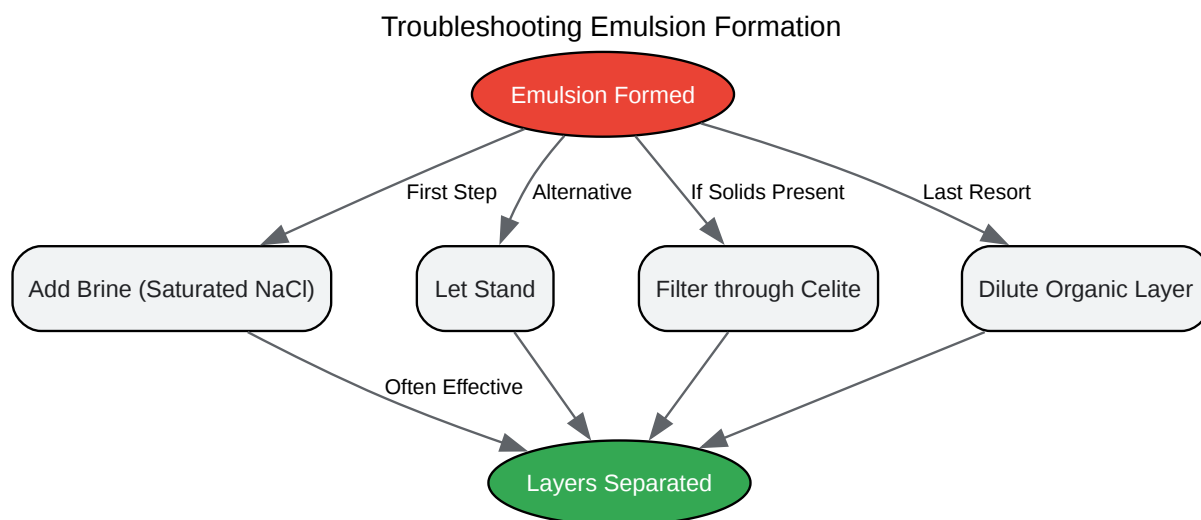 Troubleshooting Emulsion Formation
Emulsion Formed
First Step
Alternative
If Solids Present
Last Resort
Add Brine (Saturated NaCl)
Let Stand
Filter through Celite
Dilute Organic Layer
Often Effective
Layers Separated